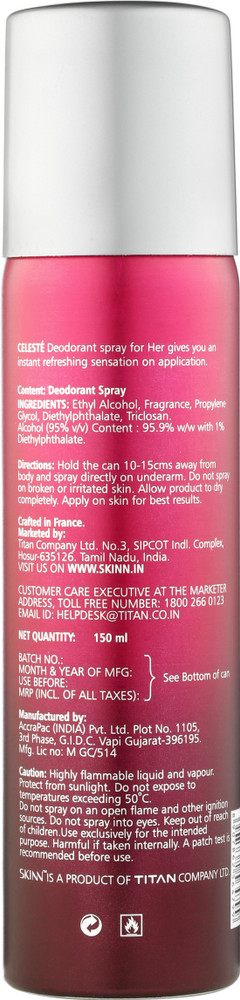 CELESTÉ Deodorant spray for Her gives you an
instant refreshing sensation on application.
Content: Deodorant Spray
INGREDIENTS: Ethyl Alcohol, Fragrance, Propylene
Glycol, Diethylphthalate, Triclosan.
Alcohol (95% v/v) Content : 95.9% w/w with 1%
Diethylphthalate.
Directions: Hold the can 10-15cms away from
body and spray directly on underarm. Do not spray
on broken or irritated skin. Allow product to dry
completely. Apply on skin for best results.
Crafted in France.
Marketed by:
Titan Company Ltd. No.3, SIPCOT Indl. Complex,
Hosur-635126. Tamil Nadu, India.
VISIT US ON WWW.SKINN.IN
CUSTOMER CARE EXECUTIVE AT THE MARKETER
ADDRESS, TOLL FREE NUMBER: 1800 266 0123
EMAIL ID: HELPDESK@TITAN.CO.IN
NET QUANTITY: 150 ml
BATCH NO.:
MONTH & YEAR OF MFG:
USE BEFORE:
MRP (INCL. OF ALL TAXES):
See Bottom of can
Manufactured by:
AccraPac (INDIA) Pvt. Ltd. Plot No. 1105,
3rd Phase, G.I.D.C. Vapi Gujarat-396195.
Mfg. Lic no: M GC/514
Caution: Highly flammable liquid and vapour.
Protect from sunlight. Do not expose to
temperatures exceeding 50°C.
Do not spray on an open flame and other ignition
sources. Do not spray into eyes. Keep out of reach
of children.Use exclusively for the intended
purpose. Harmful if taken internally. A patch test is
recommended before use.
SKINN IS A PRODUCT OF TITAN COMPANY LTD.